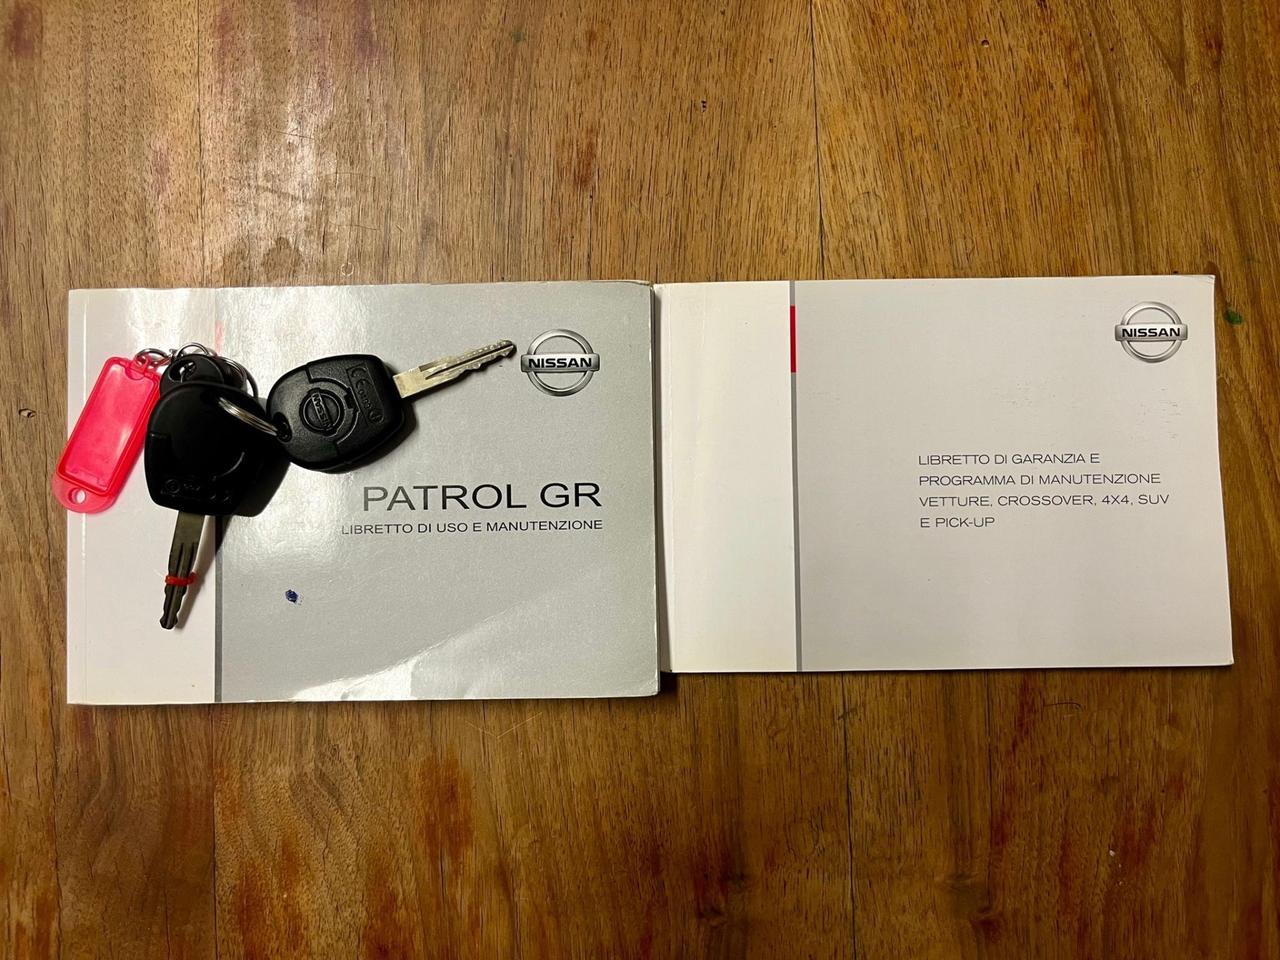 NISSAN
NISSAN
PATROL GR
LIBRETTO DI USO E MANUTENZIONE
NISSAN
LIBRETTO DI GARANZIA E
PROGRAMMA DI MANUTENZIONE
VETTURE, CROSSOVER, 4X4, SUV
E PICK-UP